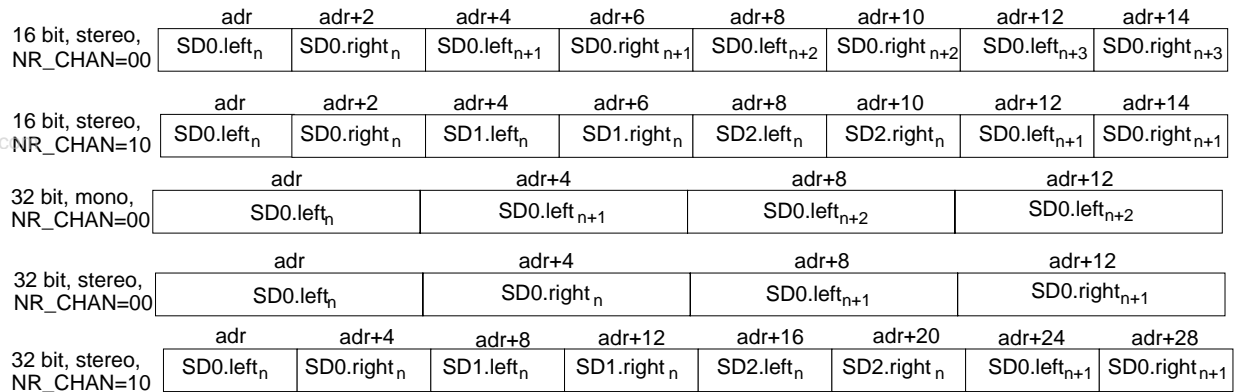 adr adr+2 adr+4 adr+6 adr+8 adr+10 adr+12 adr+14
16 bit, stereo,
NR_CHAN=00
SD0.leftn SD0.rightn SD0.leftn+1 SD0.rightn+1 SD0.leftn+2 SD0.rightn+2 SD0.leftn+3 SD0.rightn+3
adr adr+2 adr+4 adr+6 adr+8 adr+10 adr+12 adr+14
16 bit, stereo,
NR_CHAN=10
SD0.leftn SD0.rightn SD1.leftn SD1.rightn SD2.leftn SD2.rightn SD0.leftn+1 SD0.rightn+1
adr adr+4 adr+8 adr+12
32 bit, mono,
NR_CHAN=00
SD0.leftn SD0.leftn+1 SD0.leftn+2 SD0.leftn+2
adr adr+4 adr+8 adr+12
32 bit, stereo,
NR_CHAN=00
SD0.leftn SD0.rightn SD0.leftn+1 SD0.rightn+1
adr adr+4 adr+8 adr+12 adr+16 adr+20 adr+24 adr+28
32 bit, stereo,
NR_CHAN=10
SD0.leftn SD0.rightn SD1.leftn SD1.rightn SD2.leftn SD2.rightn SD0.leftn+1 SD0.rightn+1